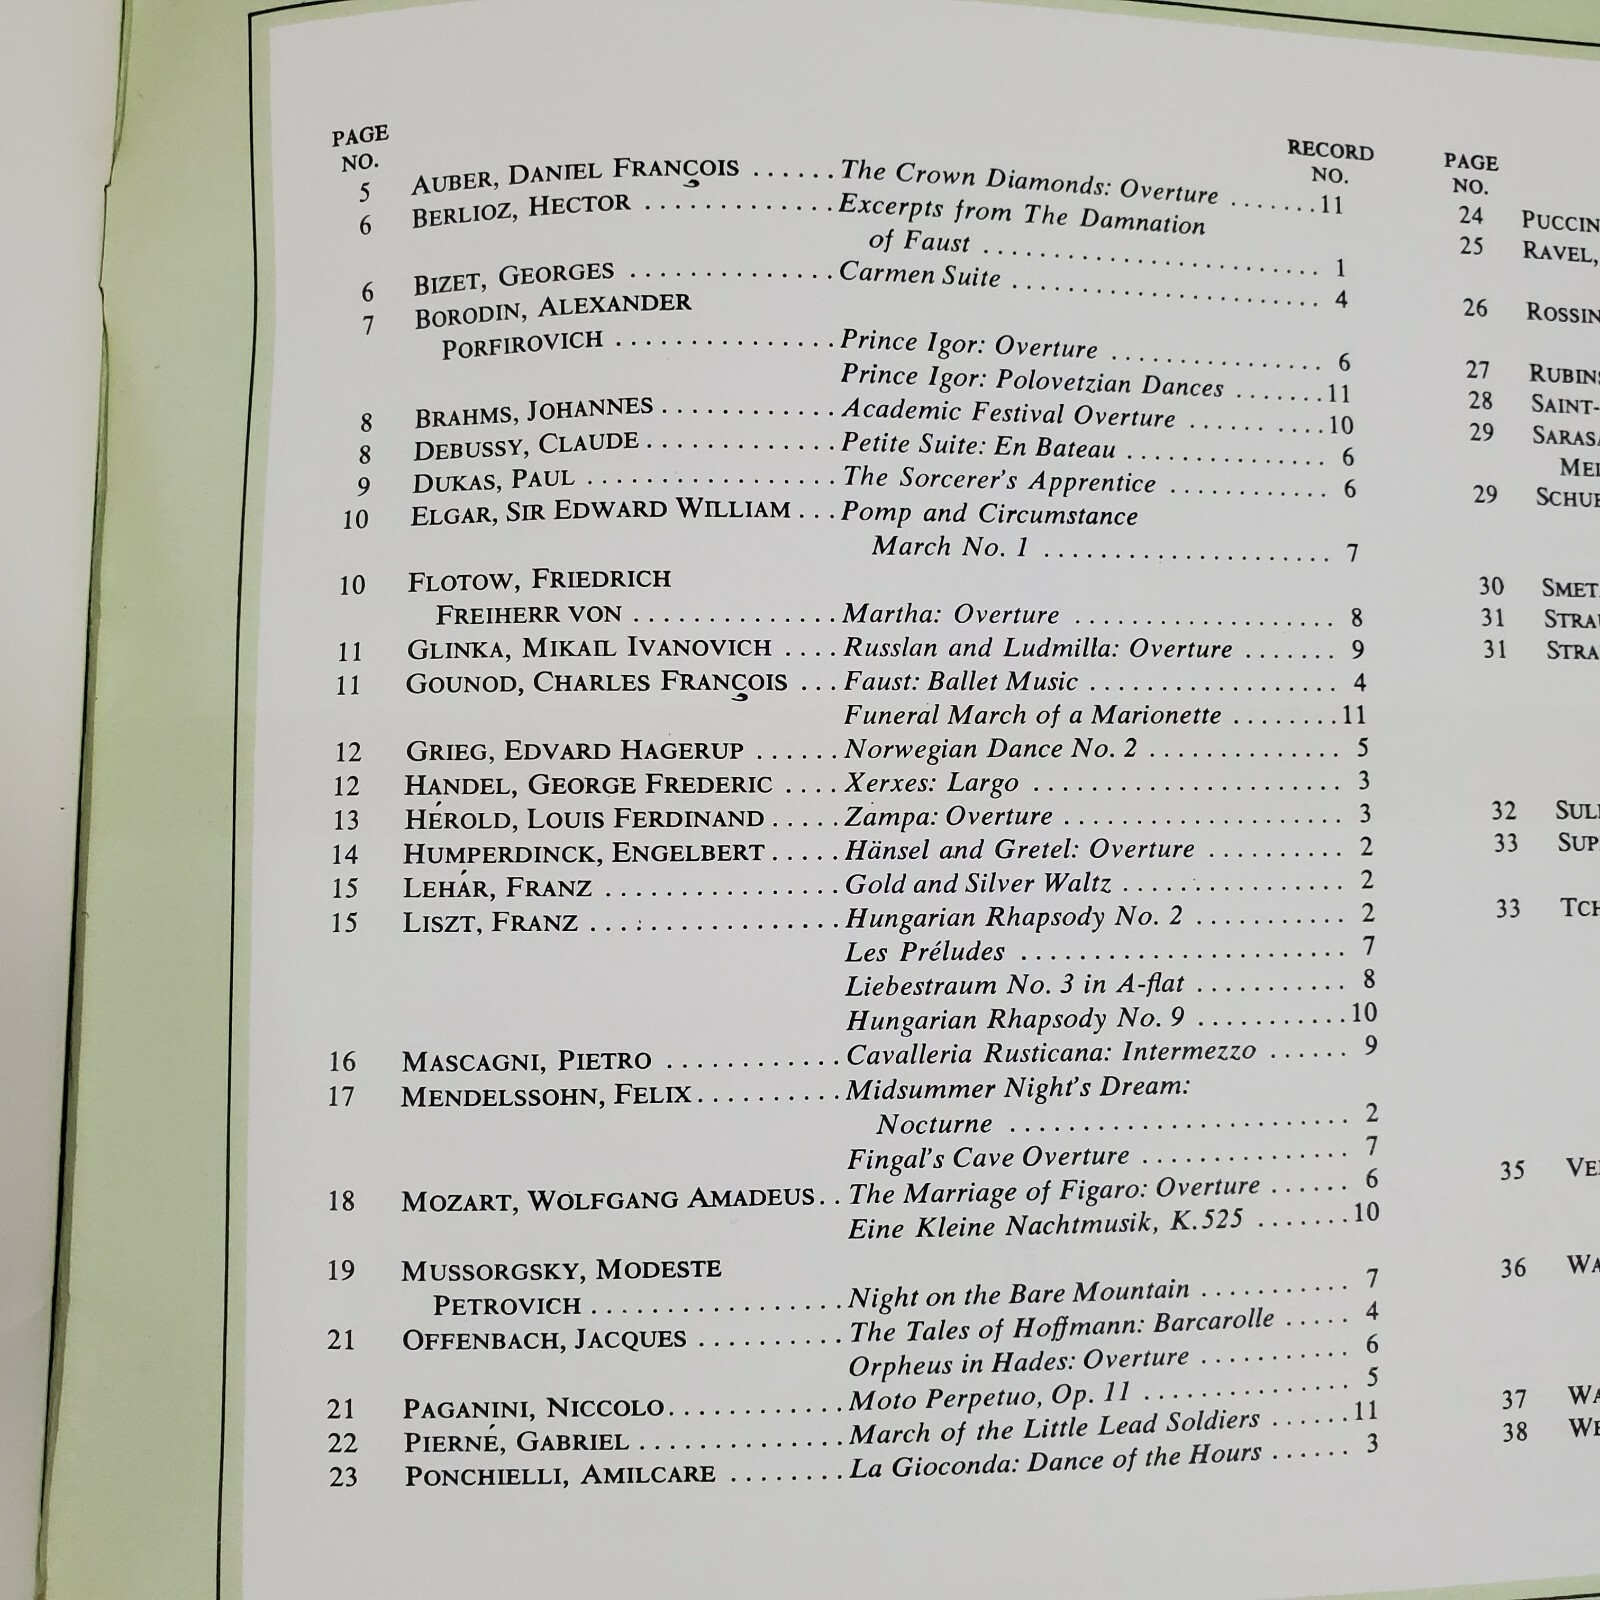 PAGE NO. RECORD NO.
5 AUBER, DANIEL FRANÇOIS ...... The Crown Diamonds: Overture ....... 11
6 BERLIOZ, HECTOR ............. Excerpts from The Damnation
of Faust ........................ 1
6 BIZET, GEORGES .............. Carmen Suite ...................... 4
7 BORODIN, ALEXANDER
PORFIROVICH ............... Prince Igor: Overture ............... 6
Prince Igor: Polovetzian Dances ....... 11
8 BRAHMS, JOHANNES ............ Academic Festival Overture .......... 10
8 DEBUSSY, CLAUDE ............. Petite Suite: En Bateau .............. 6
9 DUKAS, PAUL ................. The Sorcerer's Apprentice ............ 6
10 ELGAR, SIR EDWARD WILLIAM ... Pomp and Circumstance
March No. 1 ..................... 7
10 FLOTOW, FRIEDRICH
FREIHERR VON .............. Martha: Overture ................... 8
11 GLINKA, MIKAIL IVANOVICH .... Russlan and Ludmilla: Overture ....... 9
11 GOUNOD, CHARLES FRANÇOIS ... Faust: Ballet Music .................. 4
Funeral March of a Marionette ........ 11
12 GRIEG, EDVARD HAGERUP ...... Norwegian Dance No. 2 .............. 5
12 HANDEL, GEORGE FREDERIC .... Xerxes: Largo ...................... 3
13 HÉROLD, LOUIS FERDINAND ..... Zampa: Overture .................... 3
14 HUMPERDINCK, ENGELBERT ..... Hänsel and Gretel: Overture .......... 2
15 LEHÁR, FRANZ ................ Gold and Silver Waltz ................ 2
15 LISZT, FRANZ ................. Hungarian Rhapsody No. 2 ........... 2
Les Préludes ....................... 7
Liebestraum No. 3 in A-flat ........... 8
Hungarian Rhapsody No. 9 ........... 10
16 MASCAGNI, PIETRO ............ Cavalleria Rusticana: Intermezzo ...... 9
17 MENDELSSOHN, FELIX .......... Midsummer Night's Dream:
Nocturne ....................... 2
Fingal's Cave Overture ............... 7
18 MOZART, WOLFGANG AMADEUS .. The Marriage of Figaro: Overture ...... 6
Eine Kleine Nachtmusik, K.525 ....... 10
19 MUSSORGSKY, MODESTE
PETROVICH ................. Night on the Bare Mountain .......... 7
21 OFFENBACH, JACQUES .......... The Tales of Hoffmann: Barcarolle ..... 4
Orpheus in Hades: Overture ........... 6
21 PAGANINI, NICCOLO ............ Moto Perpetuo, Op. 11 ............... 5
22 PIERNÉ, GABRIEL .............. March of the Little Lead Soldiers ...... 11
23 PONCHIELLI, AMILCARE ........ La Gioconda: Dance of the Hours ...... 3
PAGE NO.
24
25 RAVEL,
26
27
28
29
29
30
31
31
32
33
33
35
36
37
38